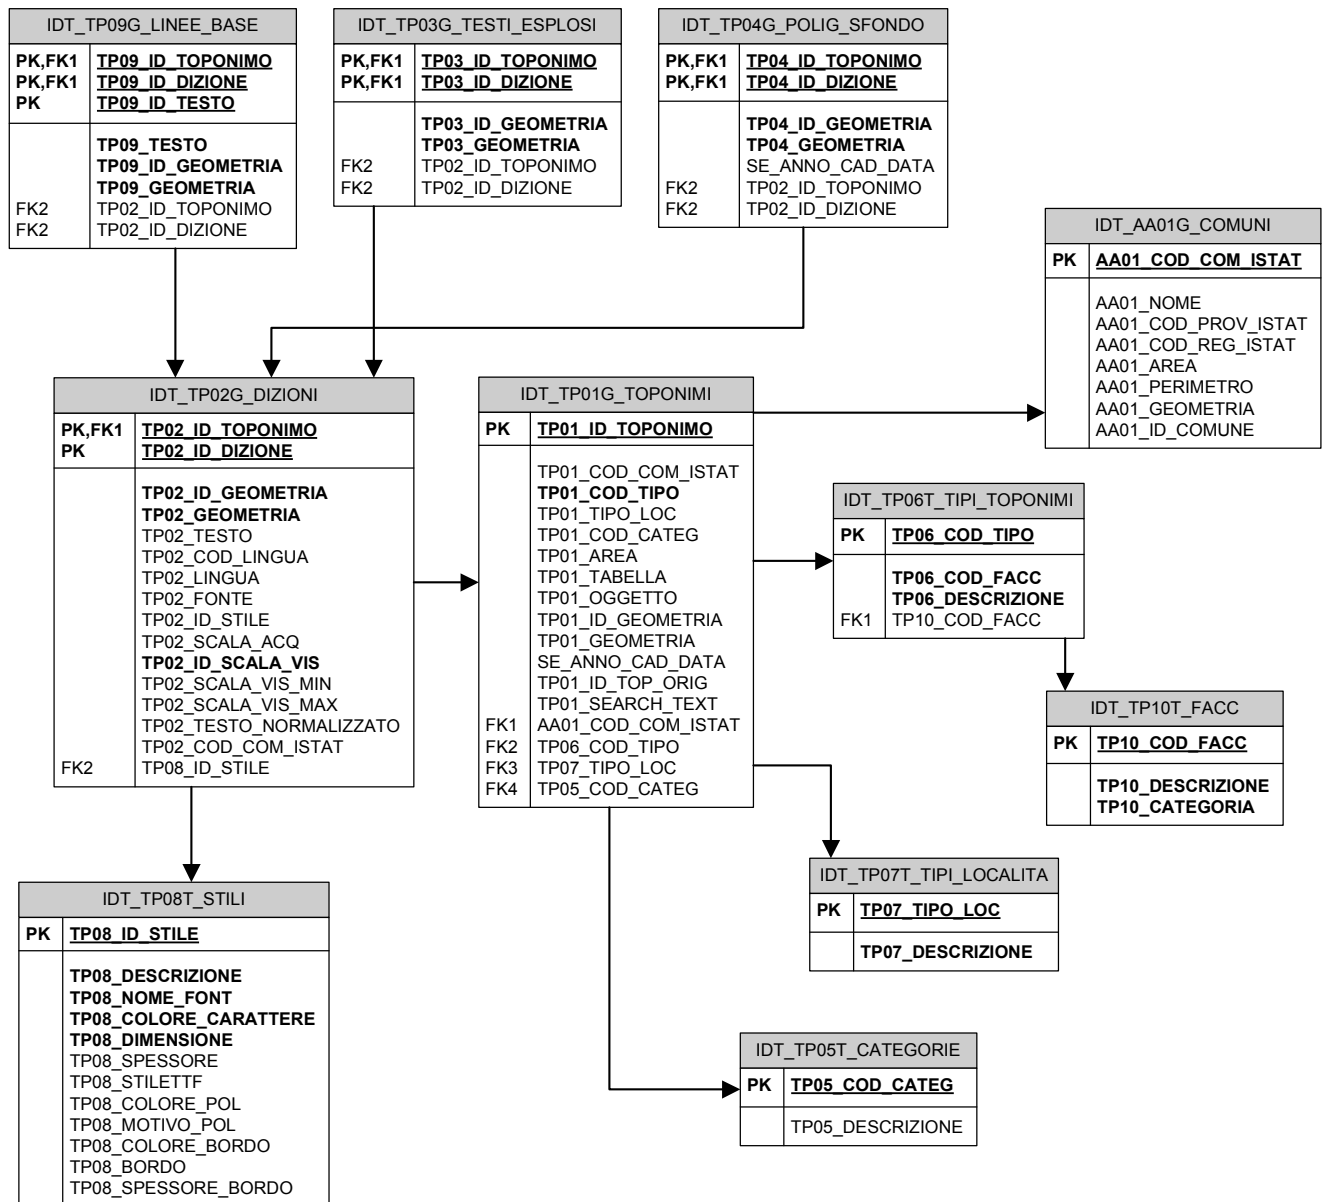 IDT_TP09G_LINEE_BASE
PK,FK1 TP09_ID_TOPONIMO
PK,FK1 TP09_ID_DIZIONE
PK TP09_ID_TESTO
TP09_TESTO
TP09_ID_GEOMETRIA
TP09_GEOMETRIA
FK2 TP02_ID_TOPONIMO
FK2 TP02_ID_DIZIONE
IDT_TP03G_TESTI_ESPLOSI
PK,FK1 TP03_ID_TOPONIMO
PK,FK1 TP03_ID_DIZIONE
TP03_ID_GEOMETRIA
TP03_GEOMETRIA
FK2 TP02_ID_TOPONIMO
FK2 TP02_ID_DIZIONE
IDT_TP04G_POLIG_SFONDO
PK,FK1 TP04_ID_TOPONIMO
PK,FK1 TP04_ID_DIZIONE
TP04_ID_GEOMETRIA
TP04_GEOMETRIA
SE_ANNO_CAD_DATA
FK2 TP02_ID_TOPONIMO
FK2 TP02_ID_DIZIONE
IDT_AA01G_COMUNI
PK AA01_COD_COM_ISTAT
AA01_NOME
AA01_COD_PROV_ISTAT
AA01_COD_REG_ISTAT
AA01_AREA
AA01_PERIMETRO
AA01_GEOMETRIA
AA01_ID_COMUNE
IDT_TP02G_DIZIONI
PK,FK1 TP02_ID_TOPONIMO
PK TP02_ID_DIZIONE
TP02_ID_GEOMETRIA
TP02_GEOMETRIA
TP02_TESTO
TP02_COD_LINGUA
TP02_LINGUA
TP02_FONTE
TP02_ID_STILE
TP02_SCALA_ACQ
TP02_ID_SCALA_VIS
TP02_SCALA_VIS_MIN
TP02_SCALA_VIS_MAX
TP02_TESTO_NORMALIZZATO
TP02_COD_COM_ISTAT
FK2 TP08_ID_STILE
IDT_TP01G_TOPONIMI
PK TP01_ID_TOPONIMO
TP01_COD_COM_ISTAT
TP01_COD_TIPO
TP01_TIPO_LOC
TP01_COD_CATEG
TP01_AREA
TP01_TABELLA
TP01_OGGETTO
TP01_ID_GEOMETRIA
TP01_GEOMETRIA
SE_ANNO_CAD_DATA
TP01_ID_TOP_ORIG
TP01_SEARCH_TEXT
FK1 AA01_COD_COM_ISTAT
FK2 TP06_COD_TIPO
FK3 TP07_TIPO_LOC
FK4 TP05_COD_CATEG
IDT_TP06T_TIPI_TOPONIMI
PK TP06_COD_TIPO
TP06_COD_FACC
TP06_DESCRIZIONE
FK1 TP10_COD_FACC
IDT_TP10T_FACC
PK TP10_COD_FACC
TP10_DESCRIZIONE
TP10_CATEGORIA
IDT_TP07T_TIPI_LOCALITA
PK TP07_TIPO_LOC
TP07_DESCRIZIONE
IDT_TP08T_STILI
PK TP08_ID_STILE
TP08_DESCRIZIONE
TP08_NOME_FONT
TP08_COLORE_CARATTERE
TP08_DIMENSIONE
TP08_SPESSORE
TP08_STILETTF
TP08_COLORE_POL
TP08_MOTIVO_POL
TP08_COLORE_BORDO
TP08_BORDO
TP08_SPESSORE_BORDO
IDT_TP05T_CATEGORIE
PK TP05_COD_CATEG
TP05_DESCRIZIONE